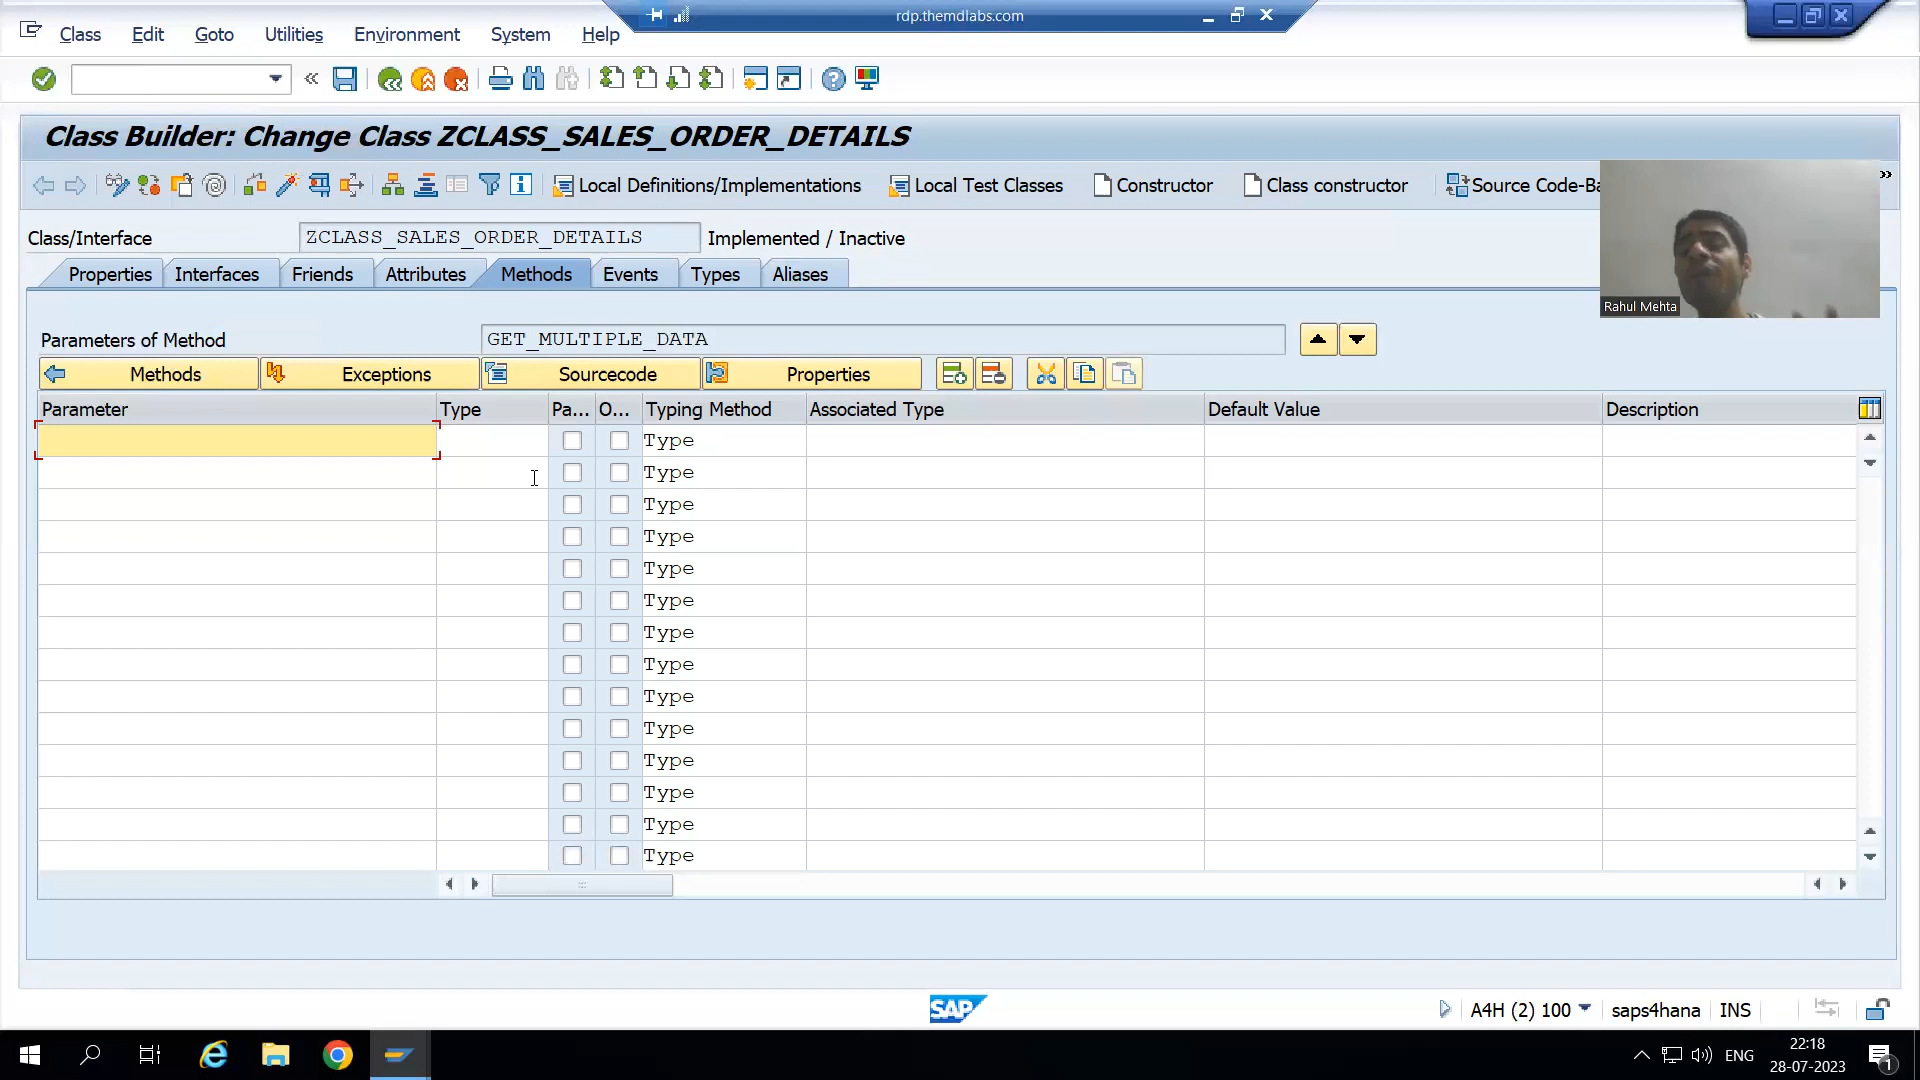 rdp.themdlabs.com
Class Edit Goto Utilities Environment System Help
Class Builder: Change Class ZCLASS_SALES_ORDER_DETAILS
Local Definitions/Implementations Local Test Classes Constructor Class constructor Source Code-Ba
Class/Interface ZCLASS_SALES_ORDER_DETAILS Implemented / Inactive
Properties Interfaces Friends Attributes Methods Events Types Aliases
Rahul Mehta
Parameters of Method GET_MULTIPLE_DATA
Methods Exceptions Sourcecode Properties
Parameter Type Pa... O... Typing Method Associated Type Default Value Description
Type
Type
Type
Type
Type
Type
Type
Type
Type
Type
Type
Type
Type
Type
SAP A4H (2) 100 saps4hana INS
22:18
ENG
28-07-2023
1